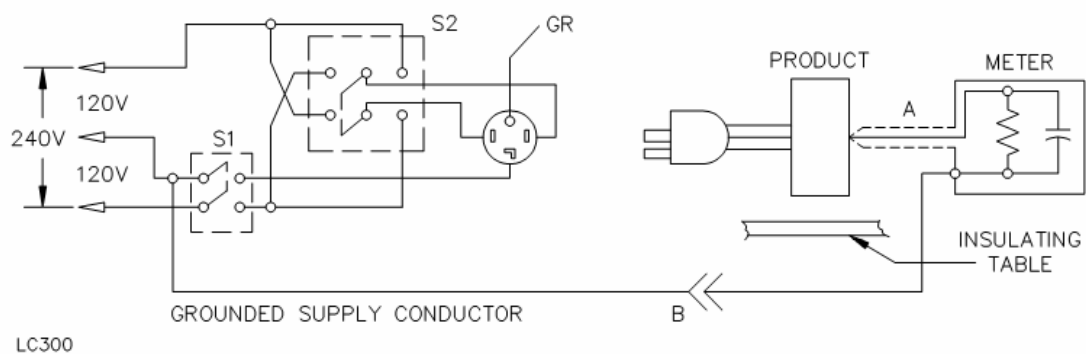 S2
GR
PRODUCT
METER
120V
A
240V
S1
120V
INSULATING
TABLE
GROUNDED SUPPLY CONDUCTOR
B
LC300